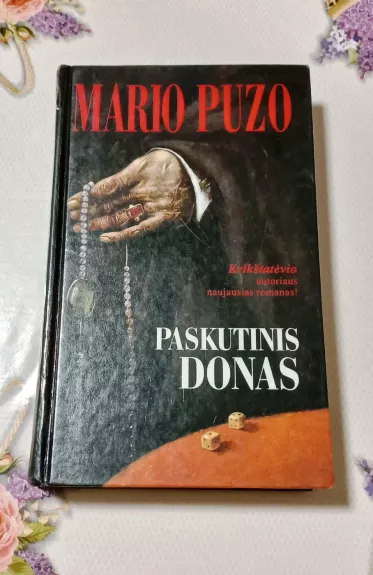 MARIO PUZO
Krikštatėvio
autoriaus
naujausias romanas!
PASKUTINIS
DONAS